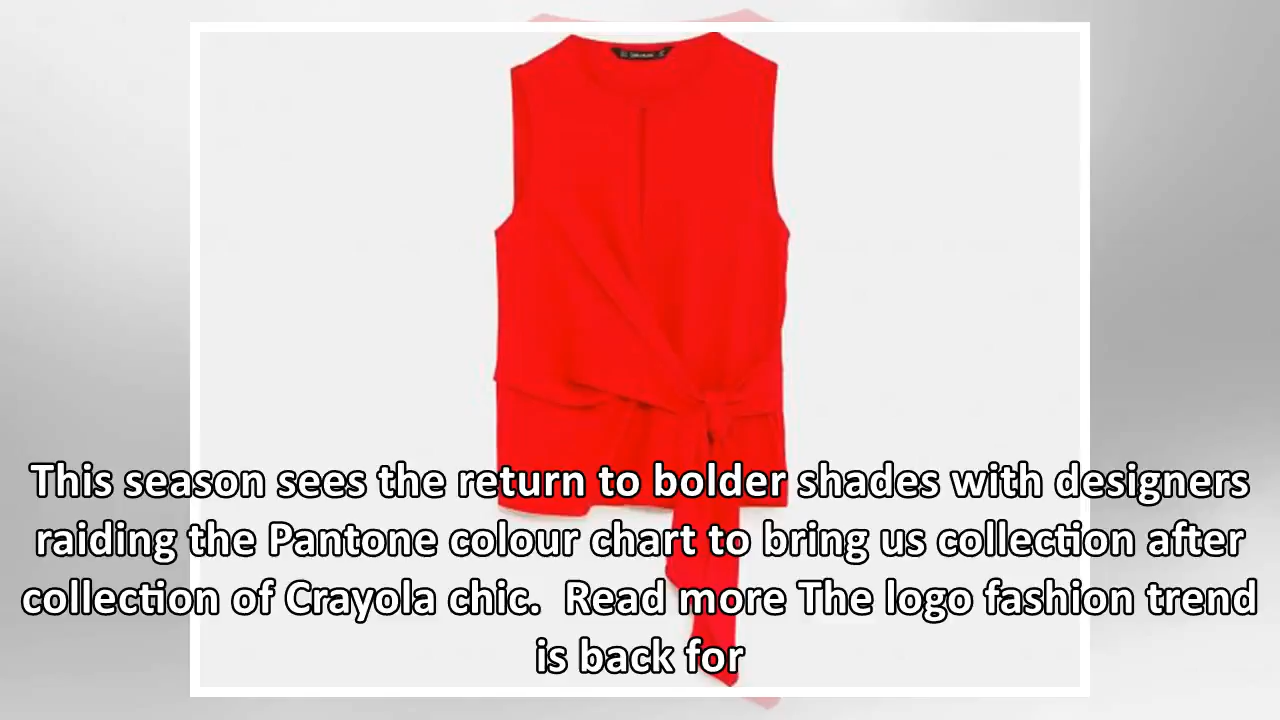 This season sees the return to bolder shades with designers
raiding the Pantone colour chart to bring us collection after
collection of Crayola chic.  Read more The logo fashion trend
is back for